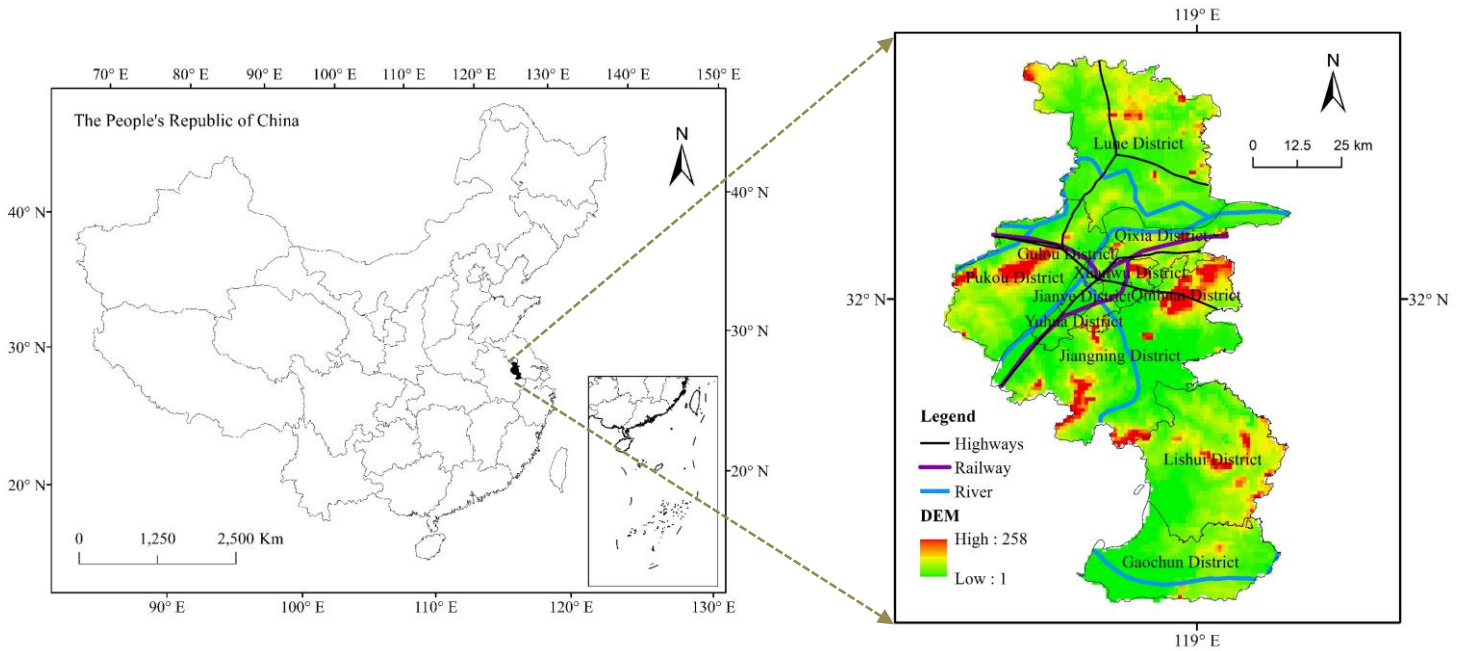 70° E 80° E 90° E 100° E 110° E 120° E 130° E 140° E 150° E
The People's Republic of China
N
40° N
40° N
30° N
30° N
20° N
20° N
0 1,250 2,500 Km
90° E 100° E 110° E 120° E 130° E
119° E
N
0 12.5 25 km
Luhe District
Qixia District
Gulou District
Xuanwu District
Pukou District
Jianye District
Qinhuai District
32° N
32° N
Yuhua District
Jiangning District
Lishui District
Gaochun District
Legend
Highways
Railway
River
DEM
High : 258
Low : 1
119° E